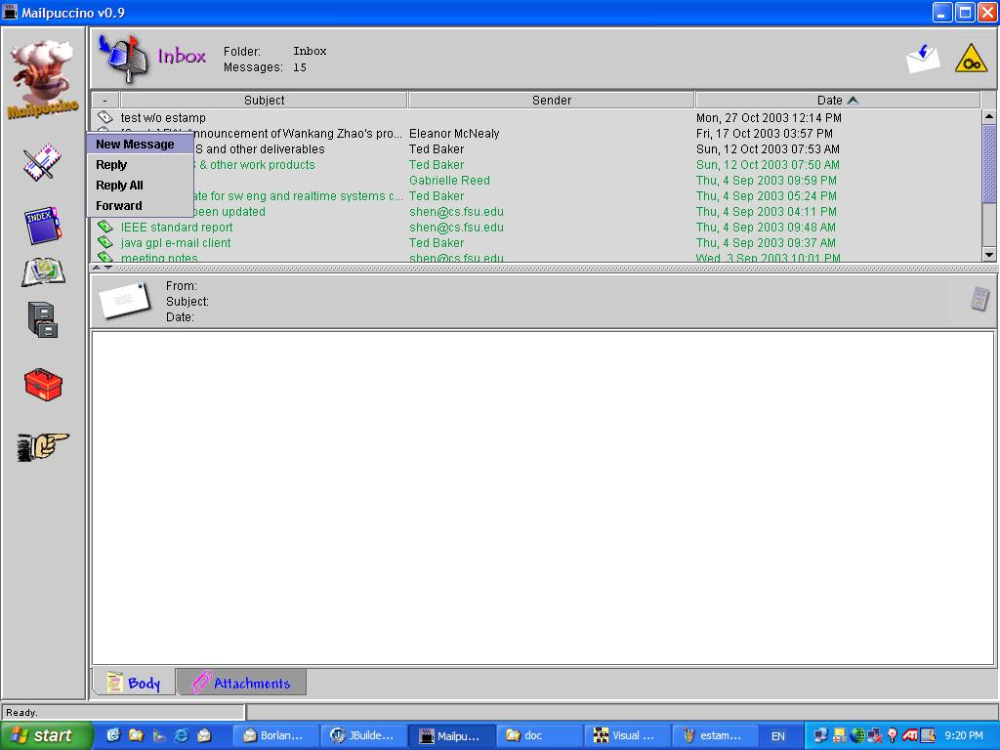 Mailpuccino v0.9
Mailpuccino
Inbox
Folder: Inbox
Messages: 15
- Subject Sender Date
test w/o estamp Mon, 27 Oct 2003 12:14 PM
nnouncement of Wankang Zhao's pro... Eleanor McNealy Fri, 17 Oct 2003 03:57 PM
S and other deliverables Ted Baker Sun, 12 Oct 2003 07:53 AM
& other work products Ted Baker Sun, 12 Oct 2003 07:50 AM
Gabrielle Reed Thu, 4 Sep 2003 09:59 PM
ate for sw eng and realtime systems c... Ted Baker Thu, 4 Sep 2003 05:24 PM
been updated shen@cs.fsu.edu Thu, 4 Sep 2003 04:11 PM
IEEE standard report shen@cs.fsu.edu Thu, 4 Sep 2003 09:48 AM
java gpl e-mail client Ted Baker Thu, 4 Sep 2003 09:37 AM
meeting notes shen@cs.fsu.edu Wed, 3 Sep 2003 10:01 PM
New Message
Reply
Reply All
Forward
INDEX
From:
Subject:
Date:
Body
Attachments
Ready.
start
Borlan...
JBuilde...
Mailpu...
doc
Visual ...
estam...
EN
9:20 PM